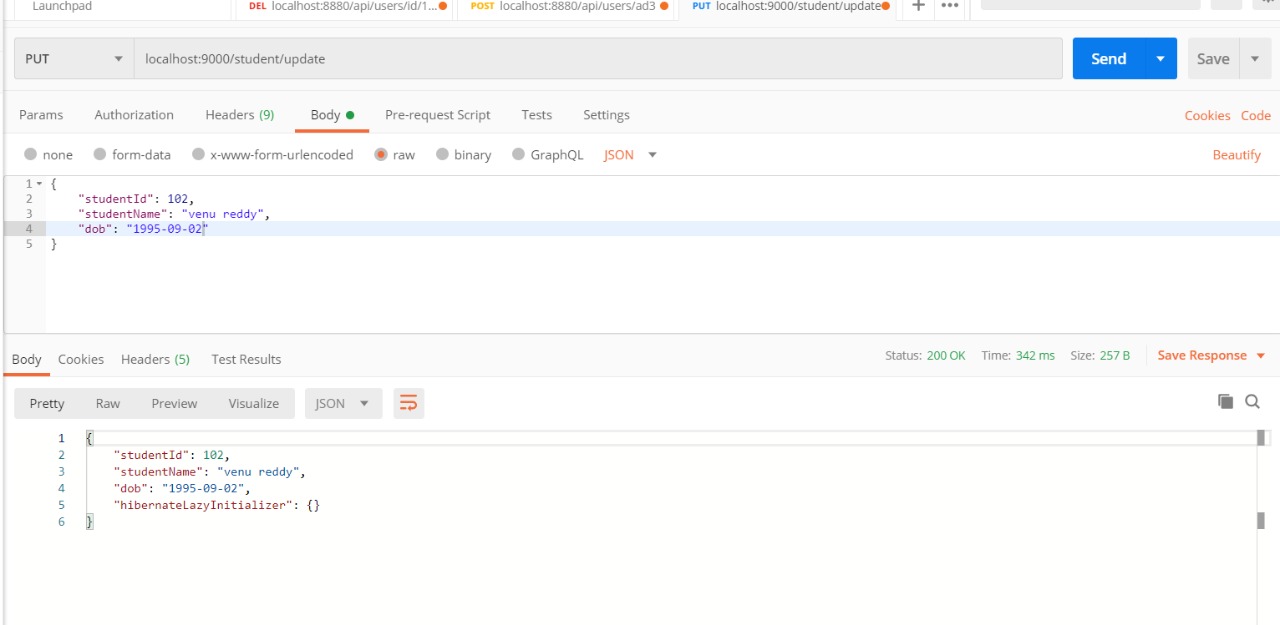 Launchpad
DEL localhost:8880/api/users/id/1...
POST localhost:8880/api/users/ad3
PUT localhost:9000/student/update
PUT
localhost:9000/student/update
Send
Save
Params
Authorization
Headers (9)
Body
Pre-request Script
Tests
Settings
Cookies
Code
none
form-data
x-www-form-urlencoded
raw
binary
GraphQL
JSON
Beautify
1 {
2 "studentId": 102,
3 "studentName": "venu reddy",
4 "dob": "1995-09-02"
5 }
Body
Cookies
Headers (5)
Test Results
Status: 200 OK
Time: 342 ms
Size: 257 B
Save Response
Pretty
Raw
Preview
Visualize
JSON
1 {
2 "studentId": 102,
3 "studentName": "venu reddy",
4 "dob": "1995-09-02",
5 "hibernateLazyInitializer": {}
6 }